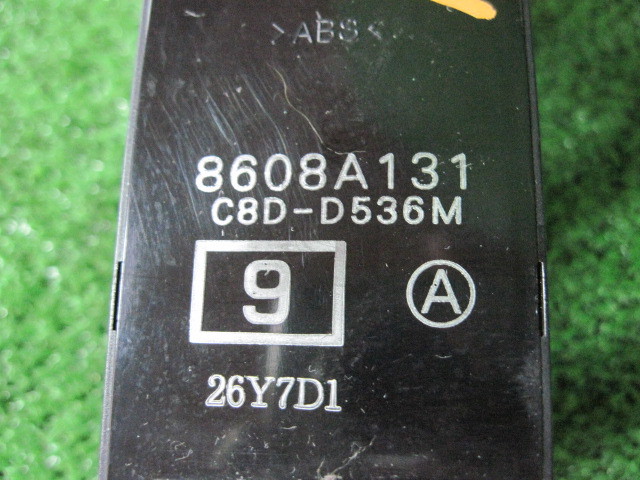 >ABS<
8608A131
C8D-D536M
9
A
26Y7D1